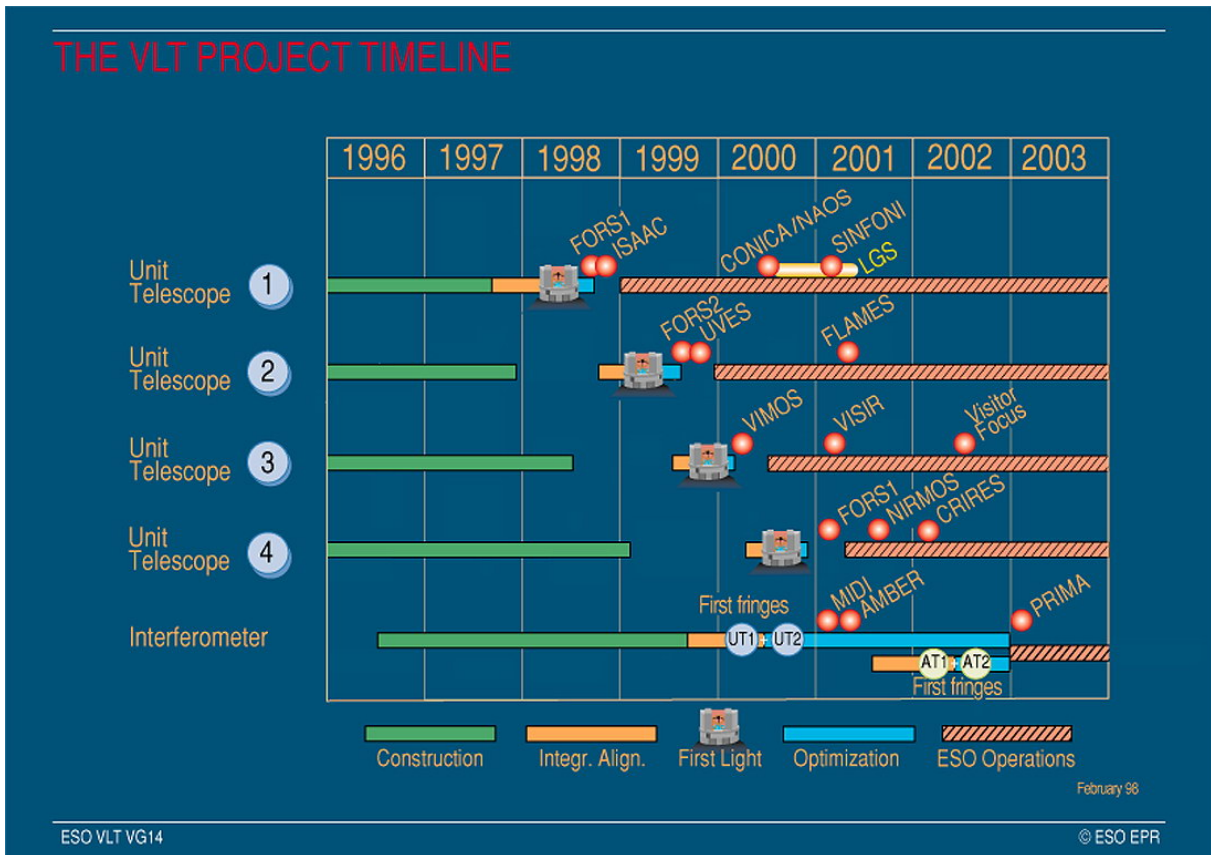 THE VLT PROJECT TIMELINE
1996 1997 1998 1999 2000 2001 2002 2003
Unit
Telescope 1
FORS1
ISAAC
CONICA/NAOS
SINFONI
LGS
Unit
Telescope 2
FORS2
UVES
FLAMES
Unit
Telescope 3
VIMOS
VISIR
Visitor
Focus
Unit
Telescope 4
FORS1
NIRMOS
CRIRES
Interferometer
First fringes
UT1 + UT2
MIDI
AMBER
PRIMA
AT1 + AT2
First fringes
Construction Integr. Align. First Light Optimization ESO Operations
February 98
ESO VLT VG14 © ESO EPR